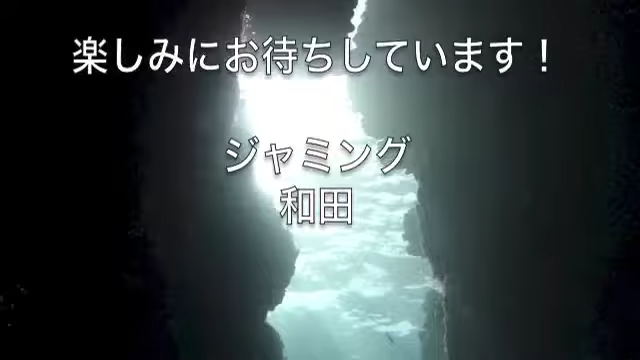 楽しみにお待ちしています！
ジャミング
和田